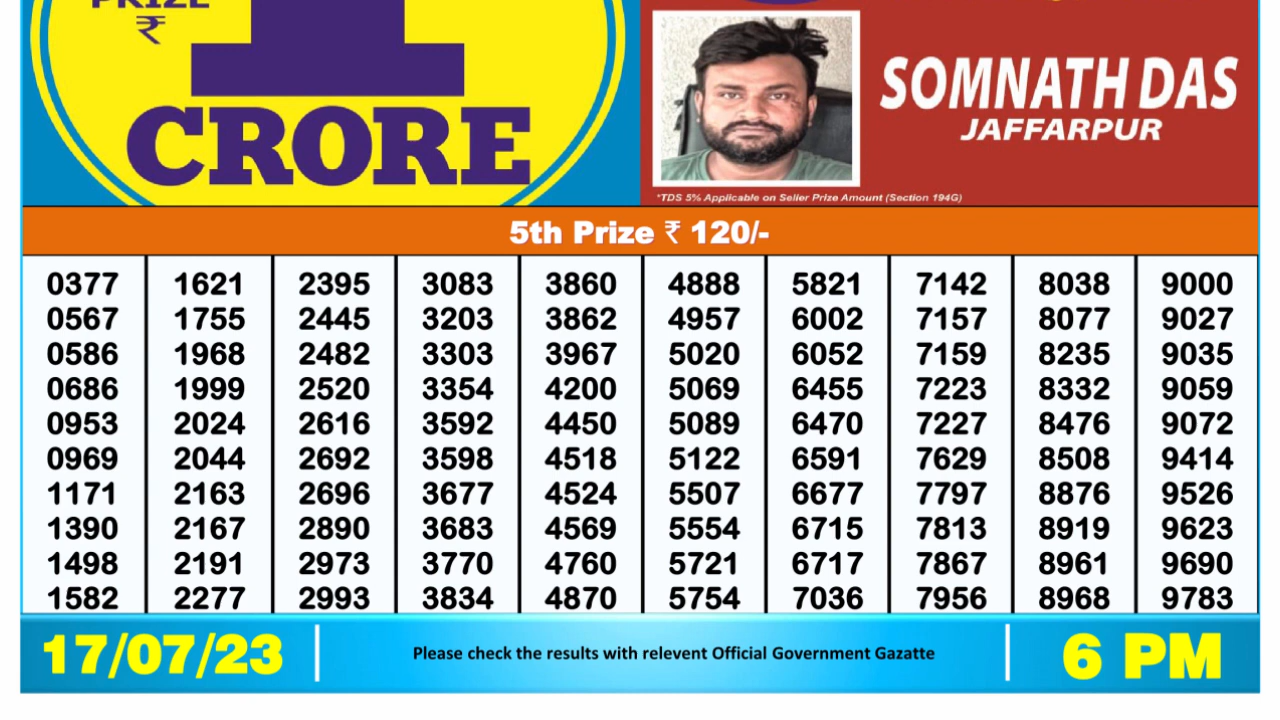 PRIZE
₹
1
CRORE
SOMNATH DAS
JAFFARPUR
*TDS 5% Applicable on Seller Prize Amount (Section 194G)
5th Prize ₹ 120/-
0377 1621 2395 3083 3860 4888 5821 7142 8038 9000
0567 1755 2445 3203 3862 4957 6002 7157 8077 9027
0586 1968 2482 3303 3967 5020 6052 7159 8235 9035
0686 1999 2520 3354 4200 5069 6455 7223 8332 9059
0953 2024 2616 3592 4450 5089 6470 7227 8476 9072
0969 2044 2692 3598 4518 5122 6591 7629 8508 9414
1171 2163 2696 3677 4524 5507 6677 7797 8876 9526
1390 2167 2890 3683 4569 5554 6715 7813 8919 9623
1498 2191 2973 3770 4760 5721 6717 7867 8961 9690
1582 2277 2993 3834 4870 5754 7036 7956 8968 9783
17/07/23
Please check the results with relevent Official Government Gazatte
6 PM